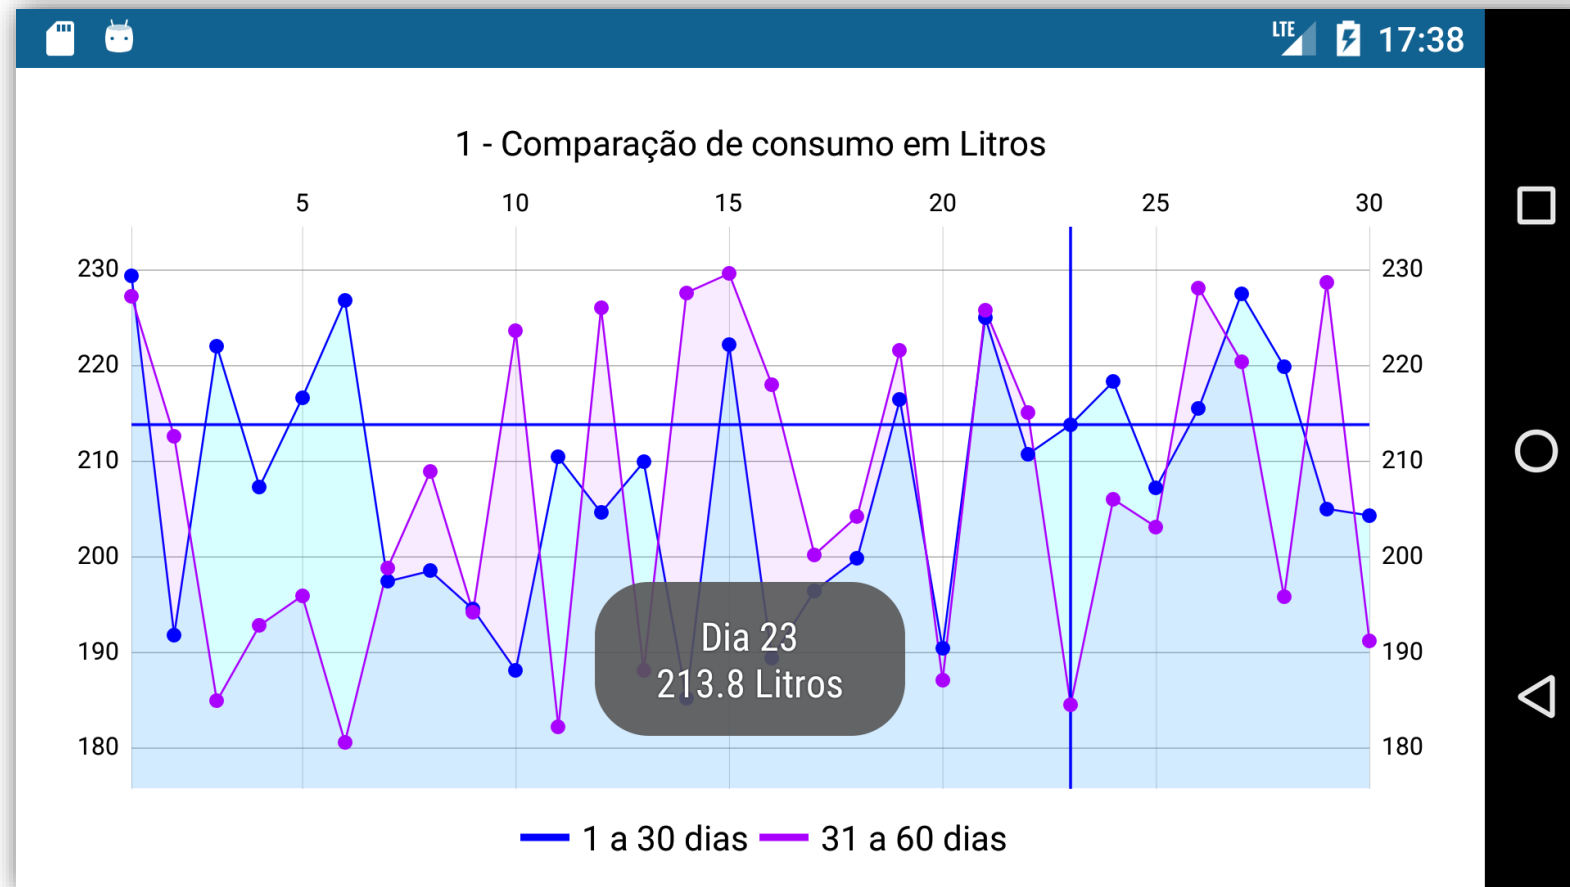 LTE 17:38
1 - Comparação de consumo em Litros
5 10 15 20 25 30
230 230
220 220
210 210
200 200
190 190
180 180
Dia 23
213.8 Litros
1 a 30 dias 31 a 60 dias